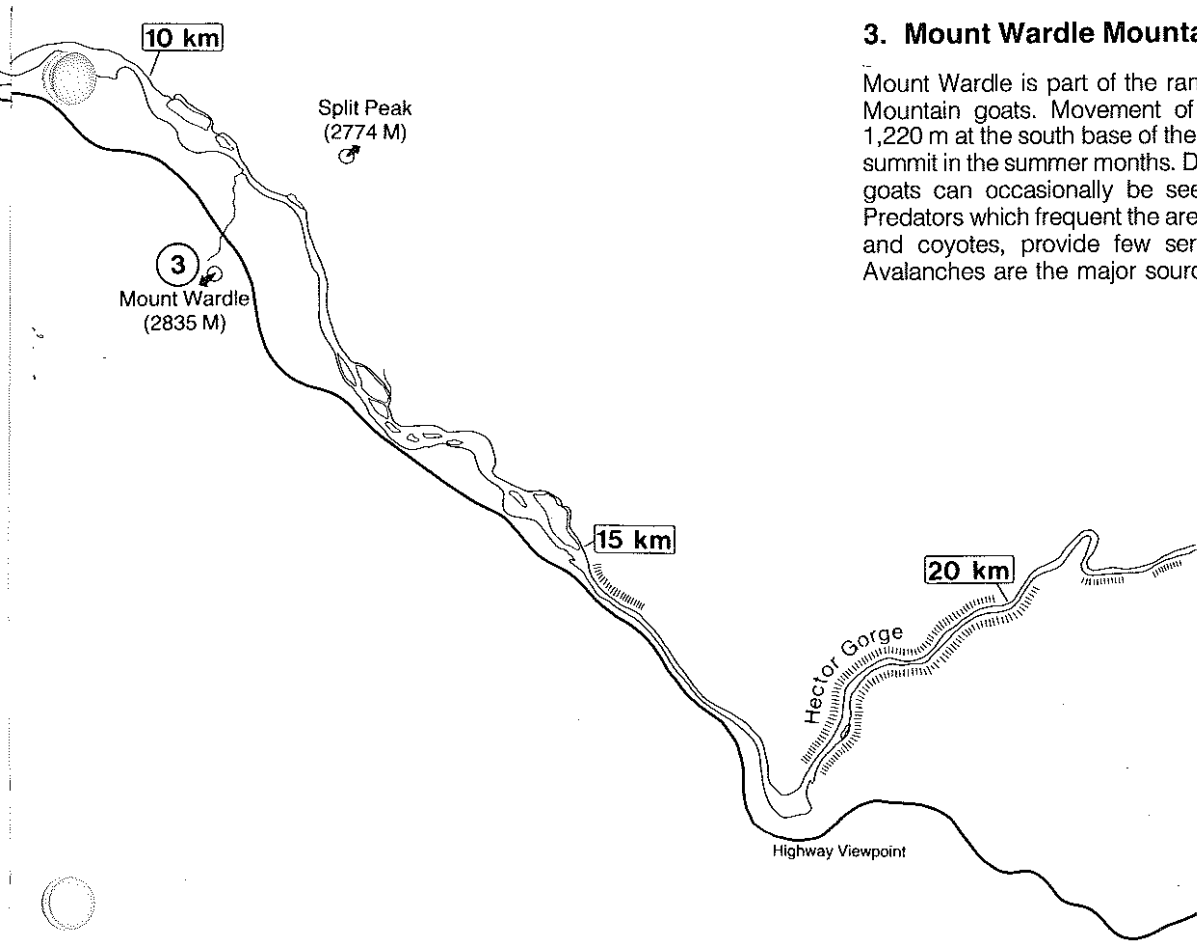 3. Mount Wardle Mounta
Mount Wardle is part of the ran
Mountain goats. Movement of
1,220 m at the south base of the
summit in the summer months. D
goats can occasionally be see
Predators which frequent the are
and coyotes, provide few ser
Avalanches are the major sourc
10 km
Split Peak
(2774 M)
3
Mount Wardle
(2835 M)
15 km
20 km
Hector Gorge
Highway Viewpoint